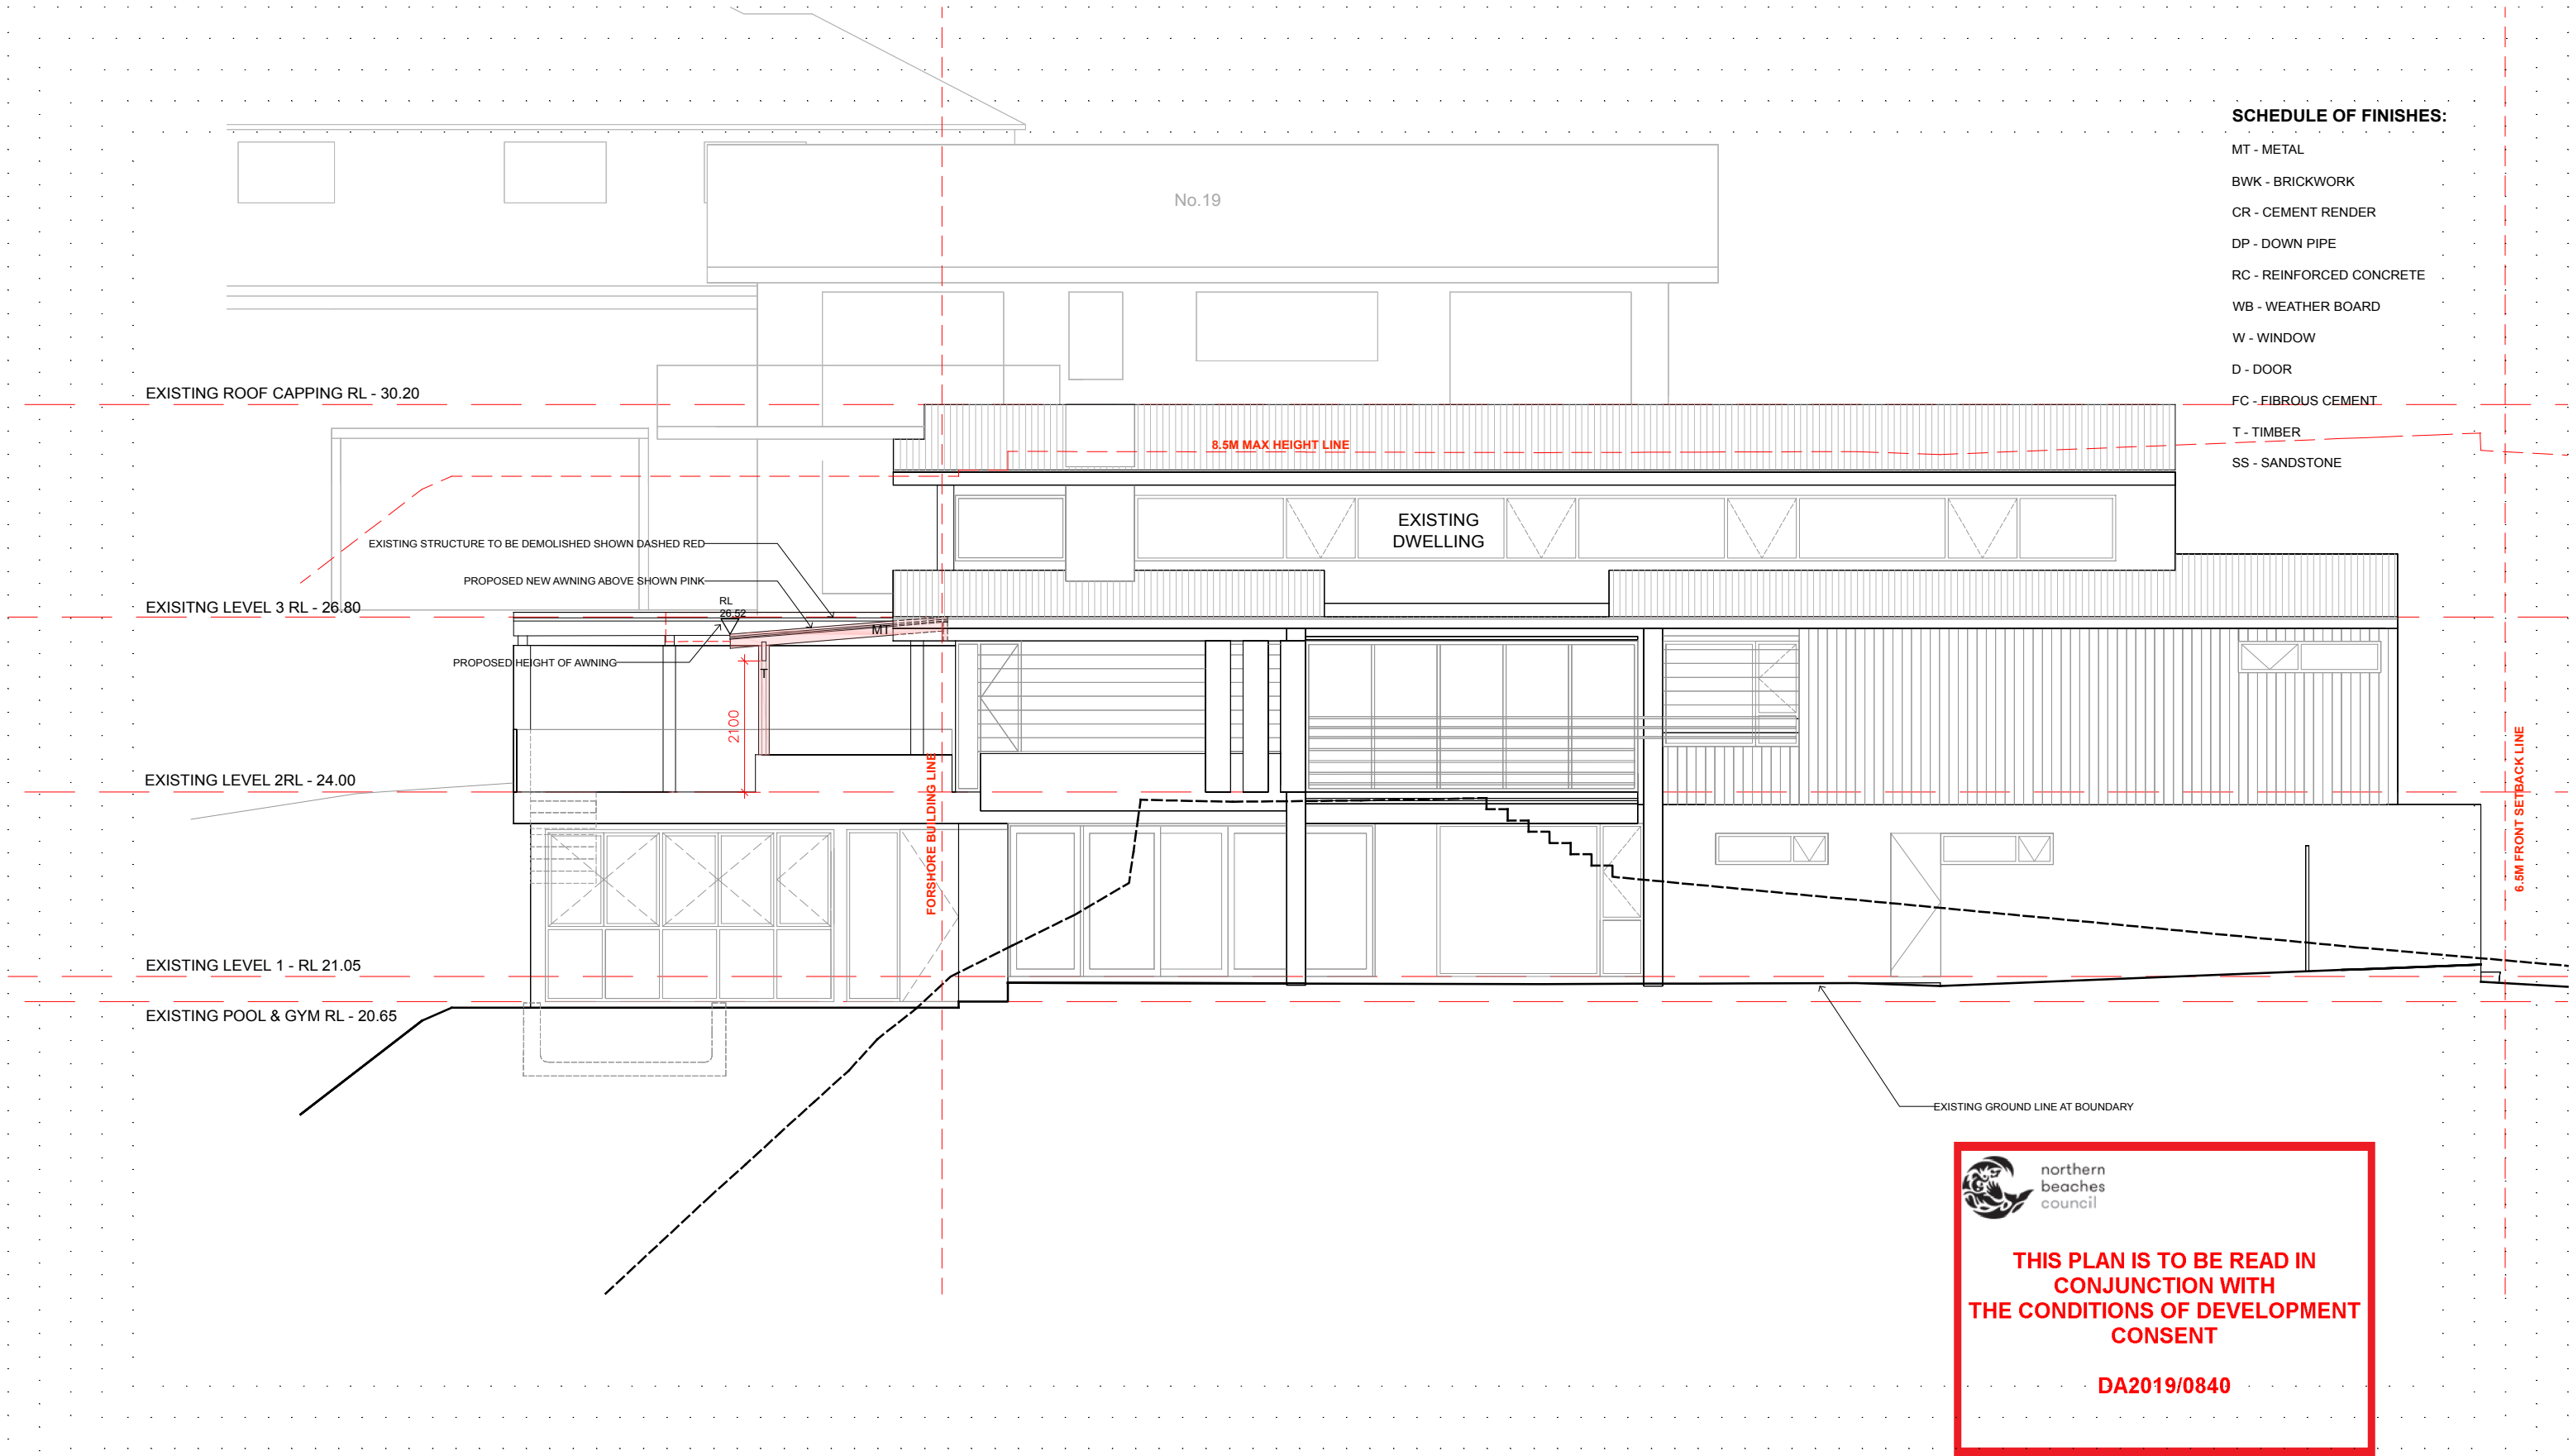 SCHEDULE OF FINISHES:
MT - METAL
BWK - BRICKWORK
CR - CEMENT RENDER
DP - DOWN PIPE
RC - REINFORCED CONCRETE
WB - WEATHER BOARD
W - WINDOW
D - DOOR
FC - FIBROUS CEMENT
T - TIMBER
SS - SANDSTONE
No.19
EXISTING ROOF CAPPING RL - 30.20
8.5M MAX HEIGHT LINE
EXISTING
DWELLING
EXISTING STRUCTURE TO BE DEMOLISHED SHOWN DASHED RED
PROPOSED NEW AWNING ABOVE SHOWN PINK
EXISITNG LEVEL 3 RL - 26.80
RL
26.52
MT
PROPOSED HEIGHT OF AWNING
T
2100
EXISTING LEVEL 2RL - 24.00
FORSHORE BUILDING LINE
6.5M FRONT SETBACK LINE
EXISTING LEVEL 1 - RL 21.05
EXISTING POOL & GYM RL - 20.65
EXISTING GROUND LINE AT BOUNDARY
northern
beaches
council
THIS PLAN IS TO BE READ IN
CONJUNCTION WITH
THE CONDITIONS OF DEVELOPMENT
CONSENT
DA2019/0840